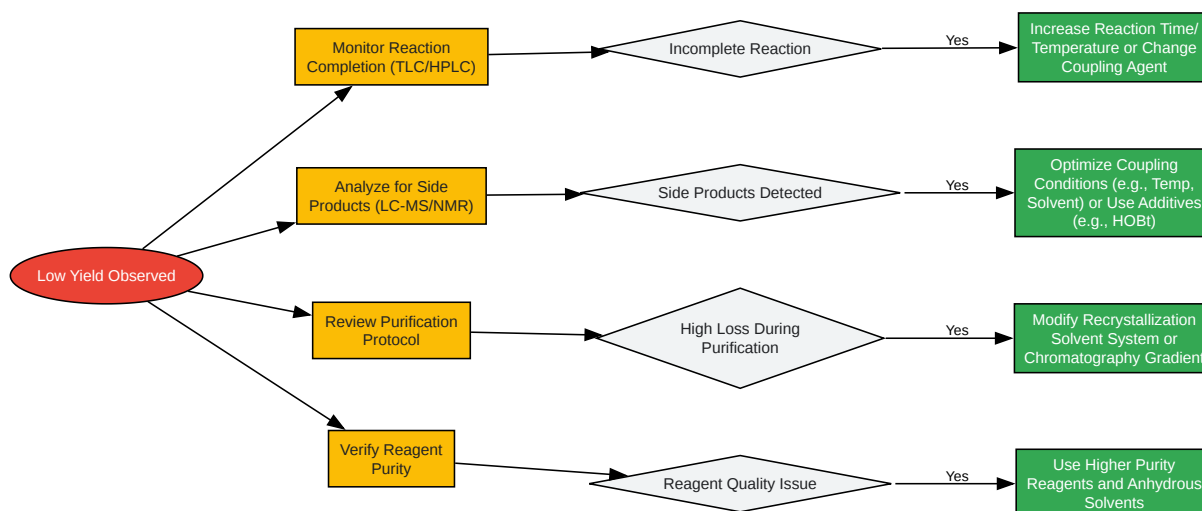 Monitor Reaction
Completion (TLC/HPLC)
Incomplete Reaction
Yes
Increase Reaction Time/
Temperature or Change
Coupling Agent
Analyze for Side
Products (LC-MS/NMR)
Side Products Detected
Yes
Optimize Coupling
Conditions (e.g., Temp,
Solvent) or Use Additives
(e.g., HOBt)
Low Yield Observed
Review Purification
Protocol
High Loss During
Purification
Yes
Modify Recrystallization
Solvent System or
Chromatography Gradient
Verify Reagent
Purity
Reagent Quality Issue
Yes
Use Higher Purity
Reagents and Anhydrous
Solvents